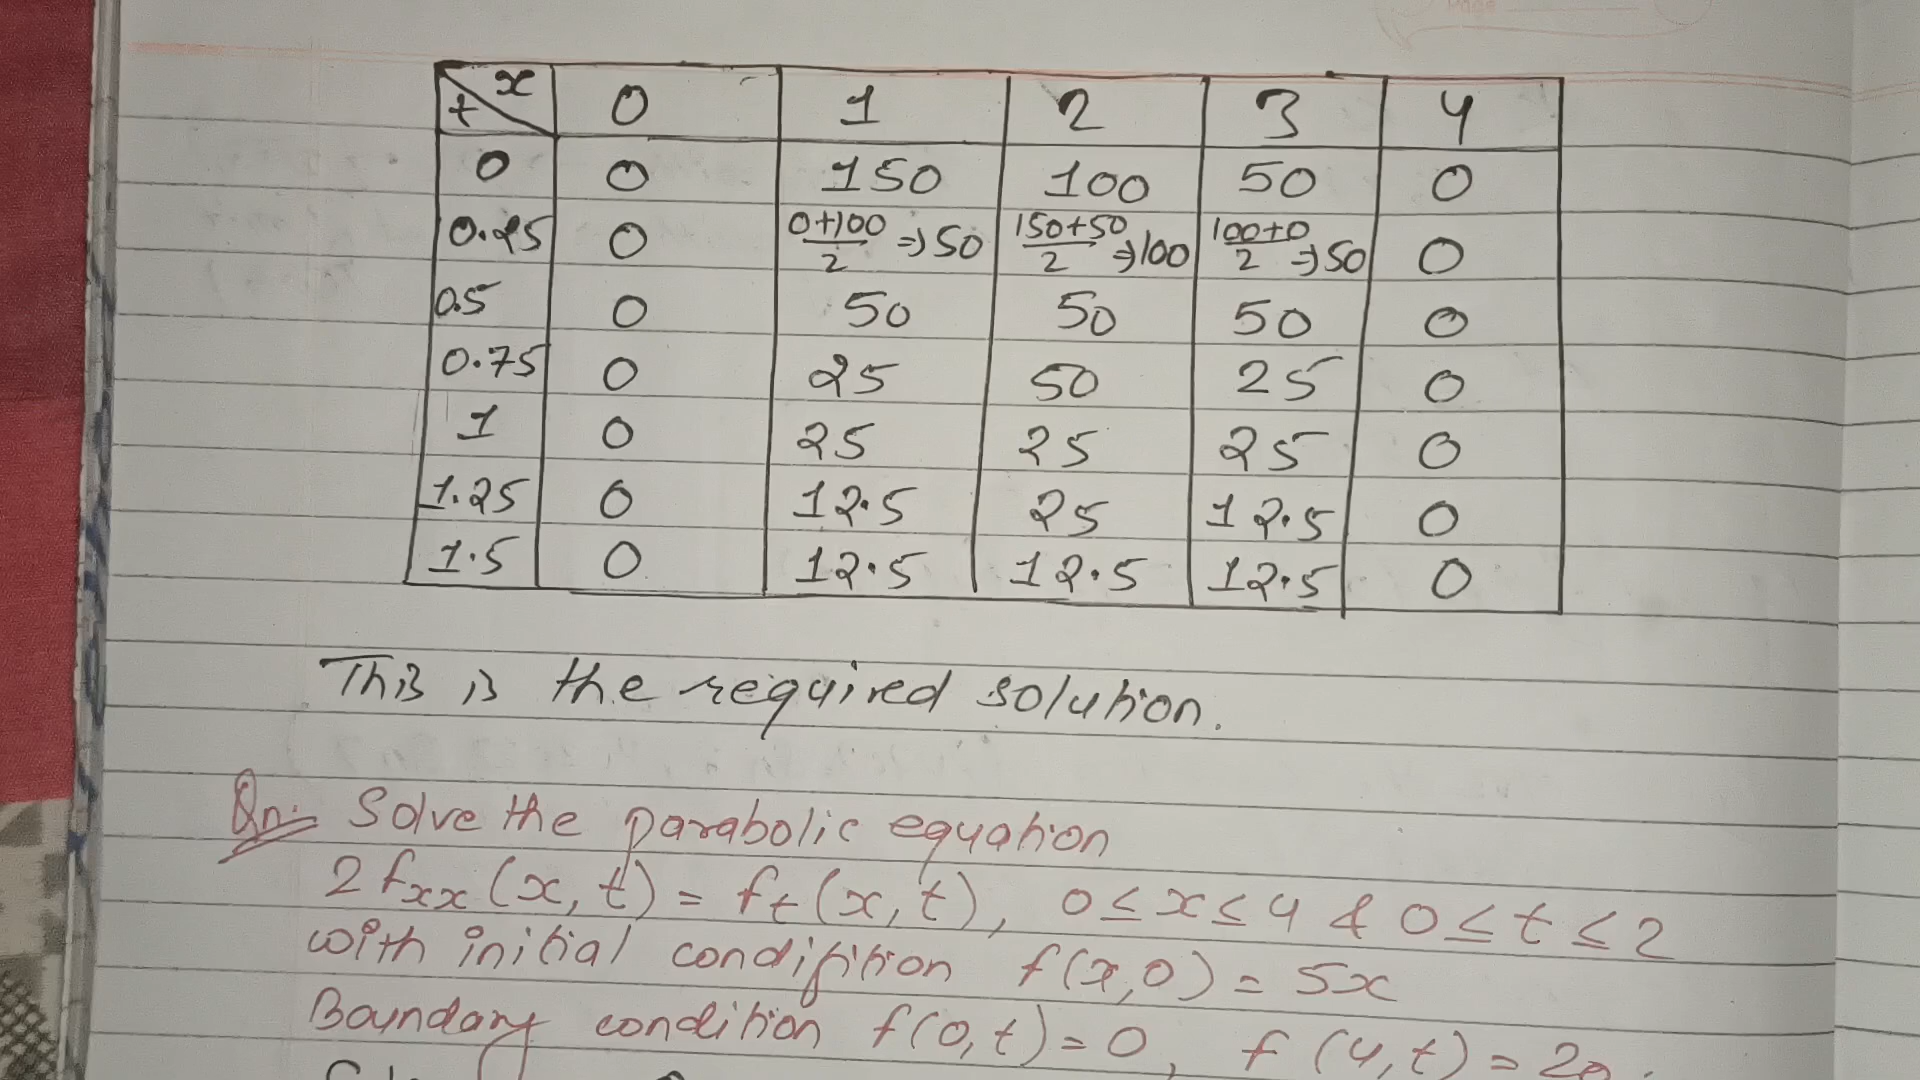 Page
x
t 0 1 2 3 4
0 0 150 100 50 0
0.25 0 0+100/2 ⇒ 50 150+50/2 ⇒ 100 100+0/2 ⇒ 50 0
0.5 0 50 50 50 0
0.75 0 25 50 25 0
1 0 25 25 25 0
1.25 0 12.5 25 12.5 0
1.5 0 12.5 12.5 12.5 0
This is the required solution.
Qn:- Solve the parabolic equation
2 fxx (x, t) = ft (x, t), 0 ≤ x ≤ 4 & 0 ≤ t ≤ 2
with initial condifition f(x,0) = 5x
Boundary condition f(0,t) = 0, f(4,t) = 20.